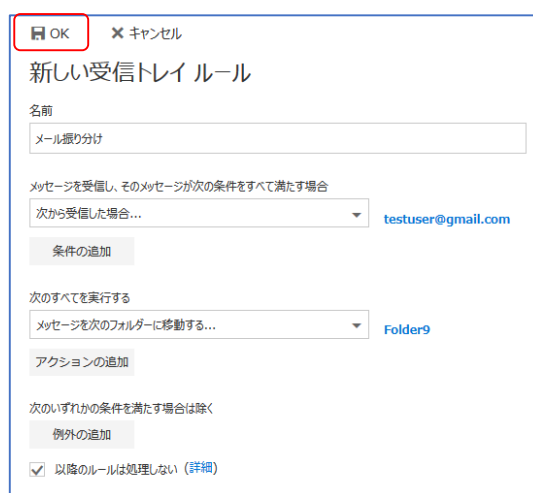 OK キャンセル
新しい受信トレイ ルール
名前
メール振り分け
メッセージを受信し、そのメッセージが次の条件をすべて満たす場合
次から受信した場合... testuser@gmail.com
条件の追加
次のすべてを実行する
メッセージを次のフォルダーに移動する... Folder9
アクションの追加
次のいずれかの条件を満たす場合は除く
例外の追加
以降のルールは処理しない (詳細)